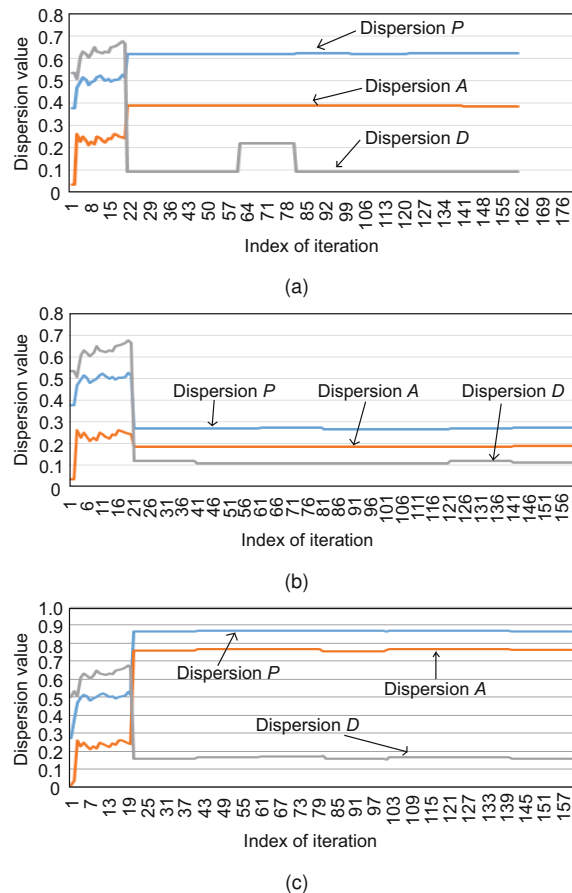 0.8
0.7
0.6
0.5
0.4
0.3
0.2
0.1
0
Dispersion value
Dispersion P
Dispersion A
Dispersion D
1 8 15 22 29 36 43 50 57 64 71 78 85 92 99 106 113 120 127 134 141 148 155 162 169 176
Index of iteration
(a)
0.8
0.7
0.6
0.5
0.4
0.3
0.2
0.1
0
Dispersion value
Dispersion P
Dispersion A
Dispersion D
1 6 11 16 21 26 31 36 41 46 51 56 61 66 71 76 81 86 91 96 101 106 111 116 121 126 131 136 141 146 151 156
Index of iteration
(b)
1.0
0.9
0.8
0.7
0.6
0.5
0.4
0.3
0.2
0.1
0
Dispersion value
Dispersion P
Dispersion A
Dispersion D
1 7 13 19 25 31 37 43 49 55 61 67 73 79 85 91 97 103 109 115 121 127 133 139 145 151 157
Index of iteration
(c)